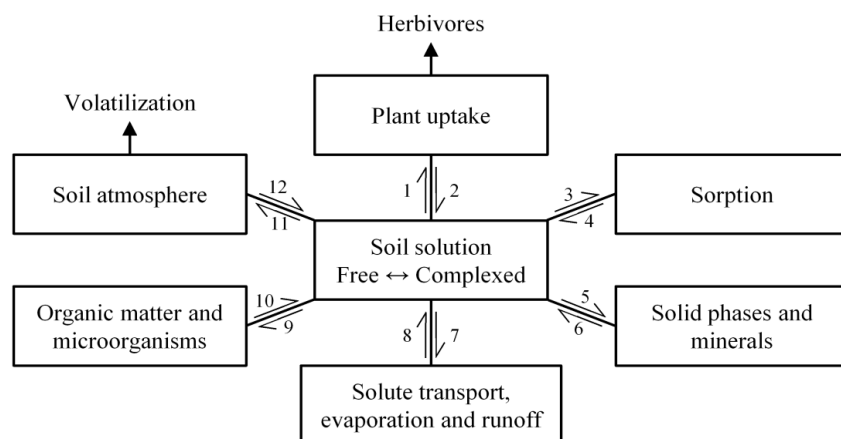 Herbivores
Volatilization
Plant uptake
Soil atmosphere
12
11
1
2
3
4
Sorption
Soil solution
Free ↔ Complexed
Organic matter and
microorganisms
10
9
8
7
5
6
Solid phases and
minerals
Solute transport,
evaporation and runoff